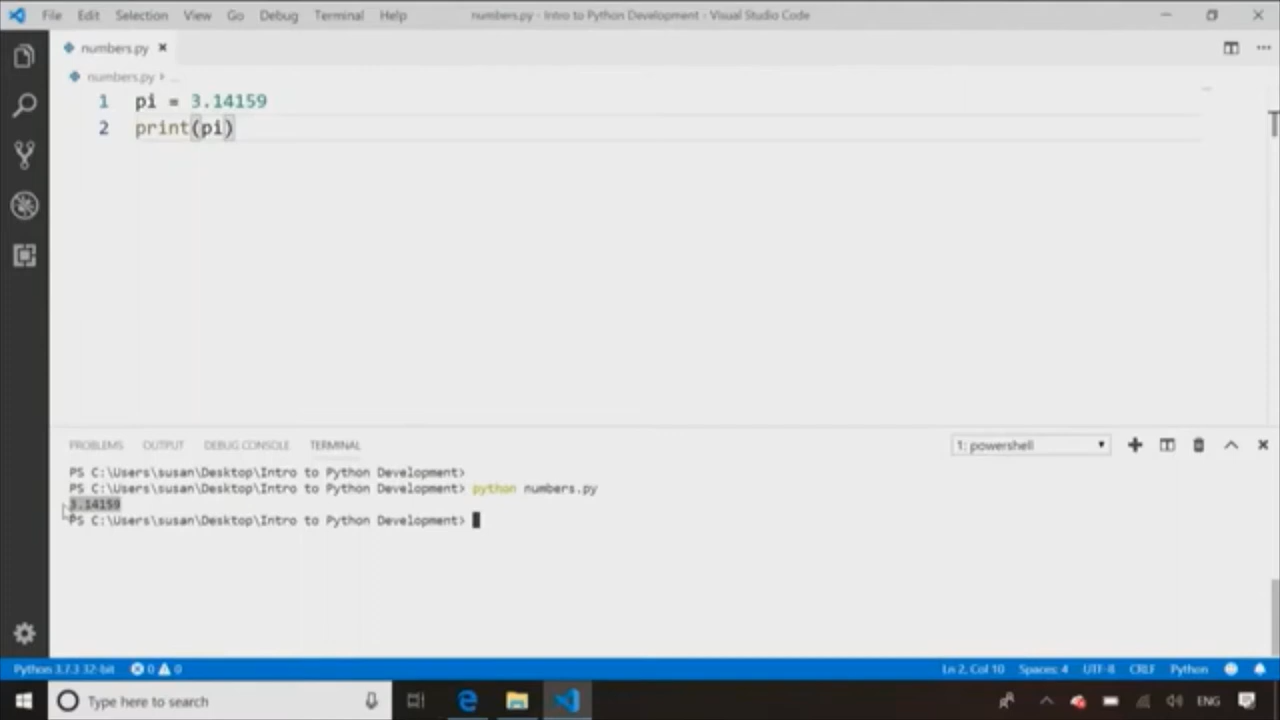 File Edit Selection View Go Debug Terminal Help numbers.py - Intro to Python Development - Visual Studio Code
numbers.py
numbers.py › ...
1 pi = 3.14159
2 print(pi)
PROBLEMS OUTPUT DEBUG CONSOLE TERMINAL 1: powershell
PS C:\Users\susan\Desktop\Intro to Python Development>
PS C:\Users\susan\Desktop\Intro to Python Development> python numbers.py
3.14159
PS C:\Users\susan\Desktop\Intro to Python Development>
Python 3.7.3 32-bit 0 0 Ln 2, Col 10 Spaces: 4 UTF-8 CRLF Python
Type here to search ENG